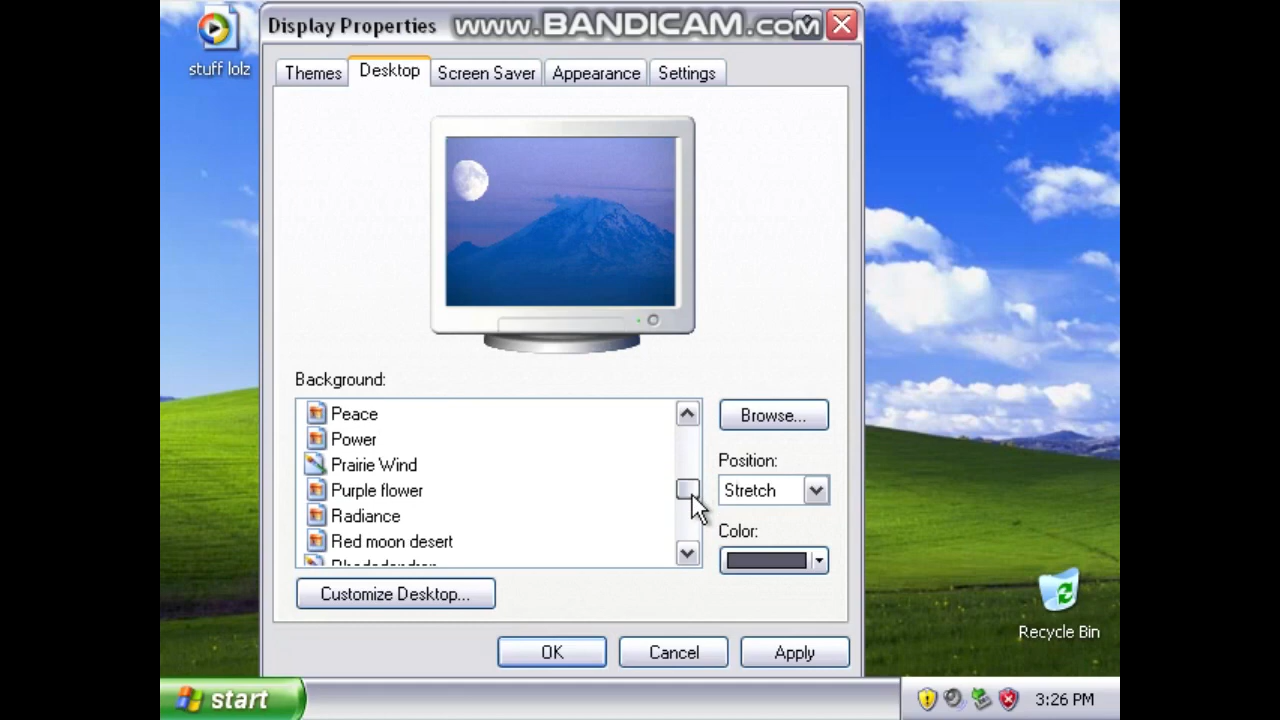 stuff lolz
Display Properties
www.BANDICAM.com
Themes
Desktop
Screen Saver
Appearance
Settings
Background:
Peace
Power
Prairie Wind
Purple flower
Radiance
Red moon desert
Rhododendron
Browse...
Position:
Stretch
Color:
Customize Desktop...
OK
Cancel
Apply
Recycle Bin
start
3:26 PM